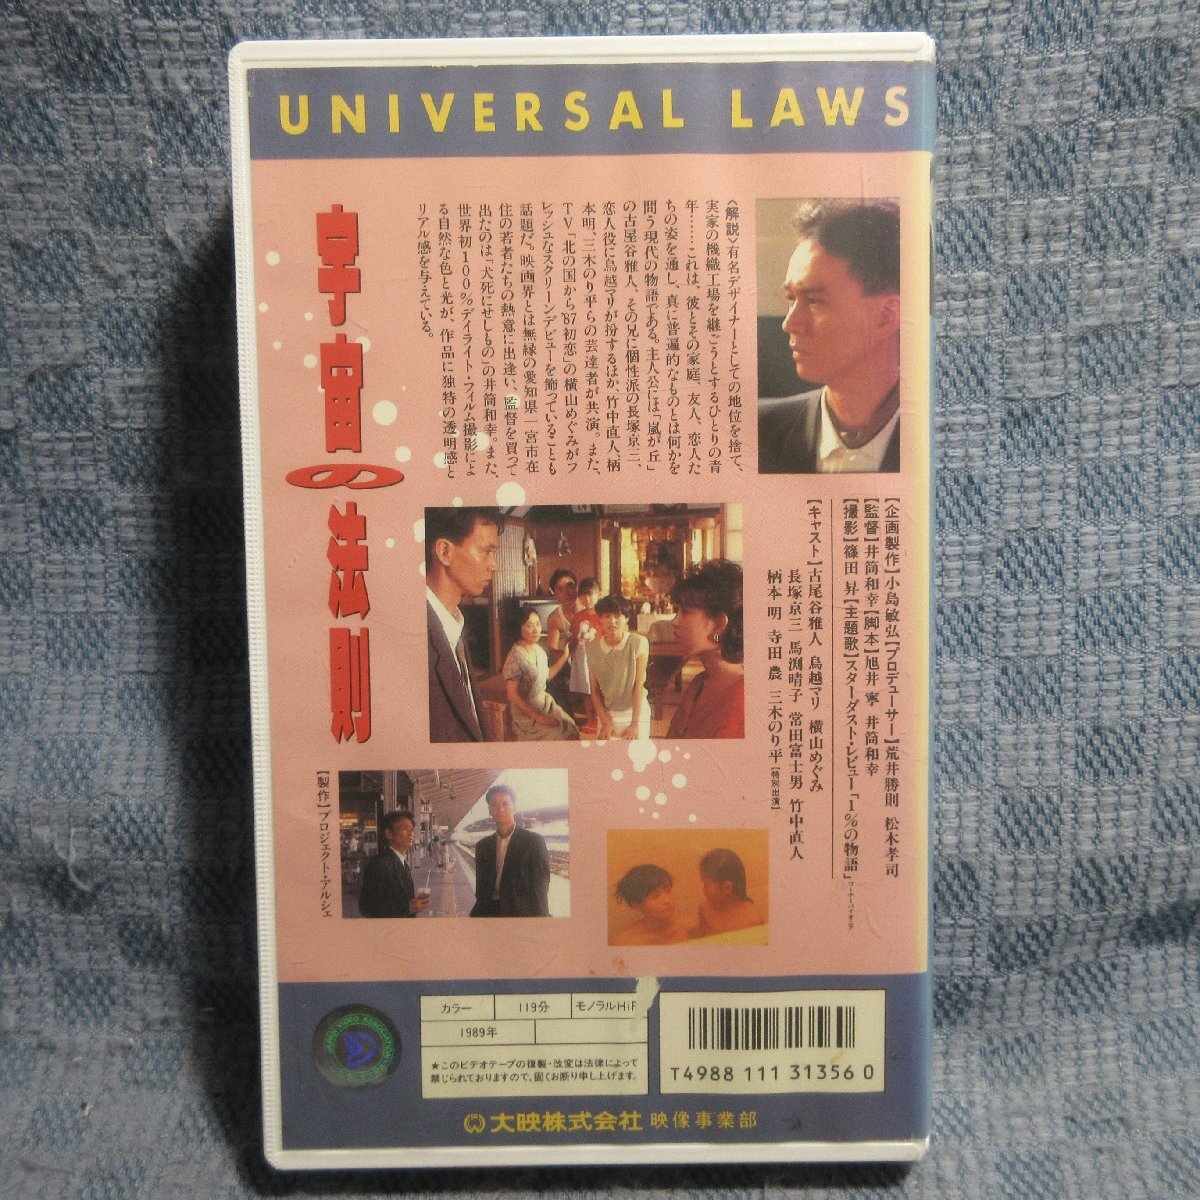 UNIVERSAL LAWS
〈解説〉有名デザイナーとしての地位を捨て、
実家の機織工場を継ごうとするひとりの青
年……これは、彼とその家庭、友人、恋人た
ちの姿を通し、真に普遍的なものとは何かを
問う現代の物語である。主人公には「嵐が丘」
の古尾谷雅人、その兄に個性派の長塚京三、
恋人役に鳥越マリが扮するほか、竹中直人、柄
本明、三木のり平らの芸達者が共演。また、
TV「北の国から'87初恋」の横山めぐみがフ
レッシュなスクリーンデビューを飾っていることも
話題だ。映画界とは無縁の愛知県一宮市在
住の若者たちの熱意に出逢い、監督を買って
出たのは「犬死にせしもの」の井筒和幸。また、
世界初100%デイライト・フィルム撮影によ
る自然な色と光が、作品に独特の透明感と
リアル感を与えている。
宇宙の法則
【企画製作】小島敏弘【プロデューサー】荒井勝則 松木孝司
【監督】井筒和幸【脚本】旭井 寧 井筒和幸
【撮影】篠田 昇【主題歌】スターダスト・レビュー「1%の物語」ワーナーパイオニア
【キャスト】古尾谷雅人 鳥越マリ 横山めぐみ
長塚京三 馬渕晴子 常田富士男 竹中直人
柄本 明 寺田 農 三木のり平【特別出演】
【製作】プロジェクト・アルシェ
カラー 119分 モノラルHiF
1989年
★このビデオテープの複製・改変は法律によって
禁じられておりますので、固くお断り申し上げます。
T4988 111 31356 0
大映株式会社 映像事業部